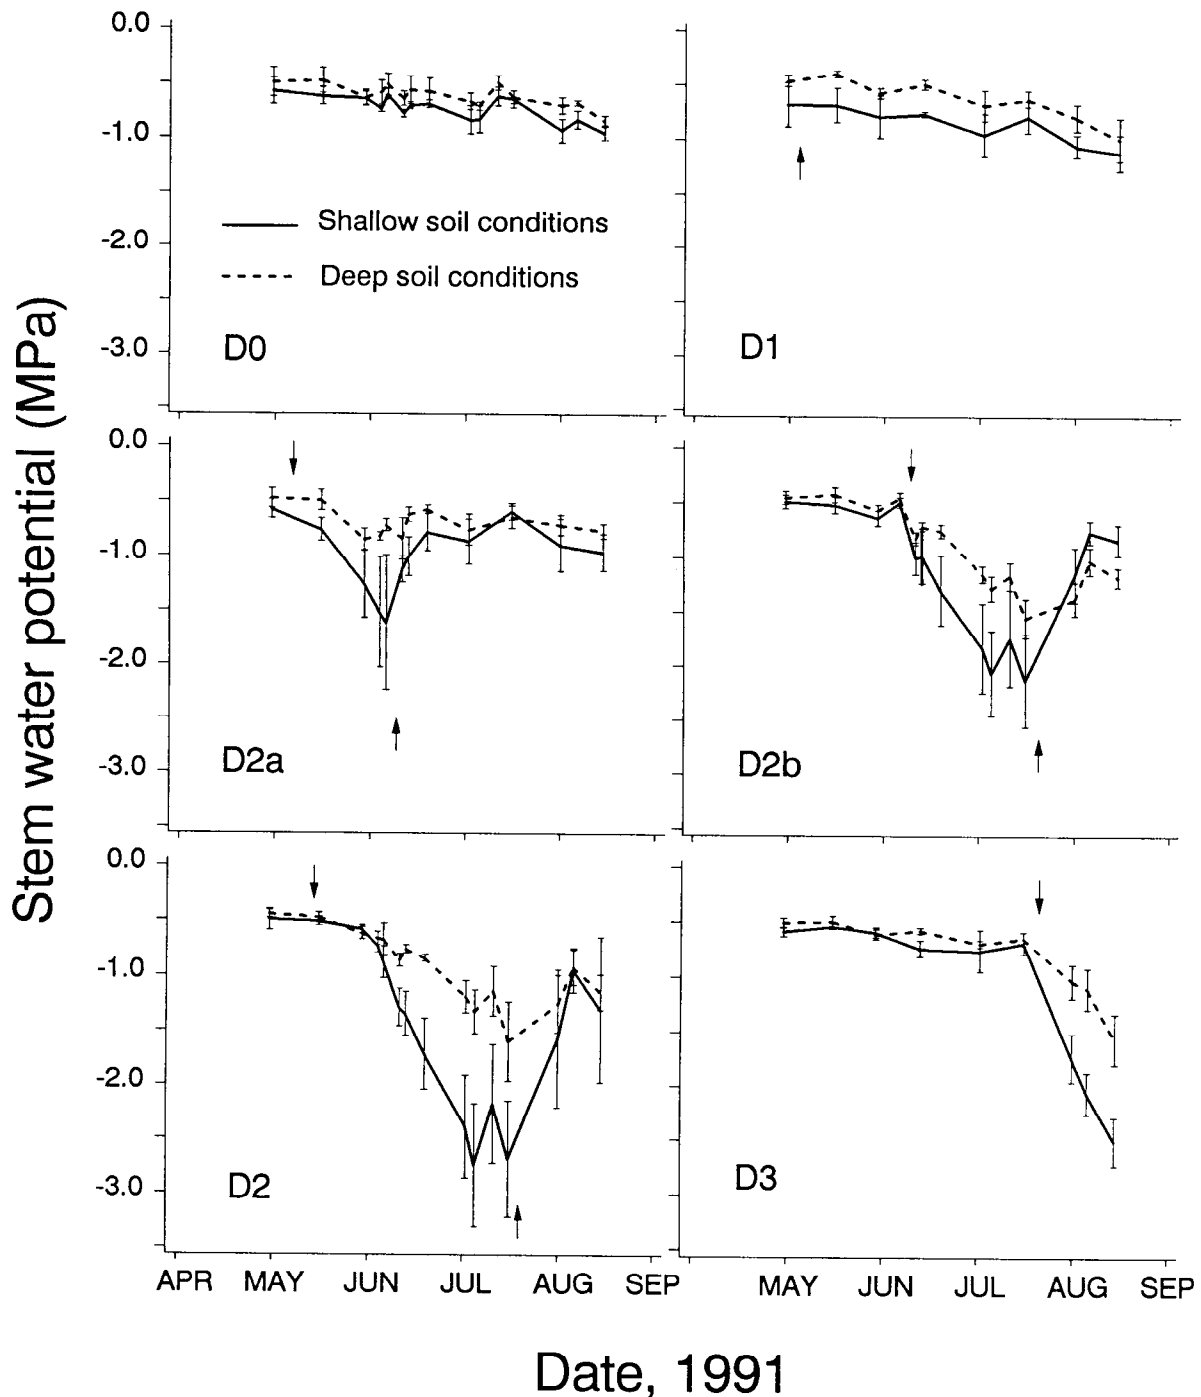 Stem water potential (MPa)
0.0
-1.0
-2.0
-3.0
Shallow soil conditions
Deep soil conditions
D0
D1
0.0
-1.0
-2.0
-3.0
D2a
D2b
0.0
-1.0
-2.0
-3.0
D2
D3
APR MAY JUN JUL AUG SEP
MAY JUN JUL AUG SEP
Date, 1991